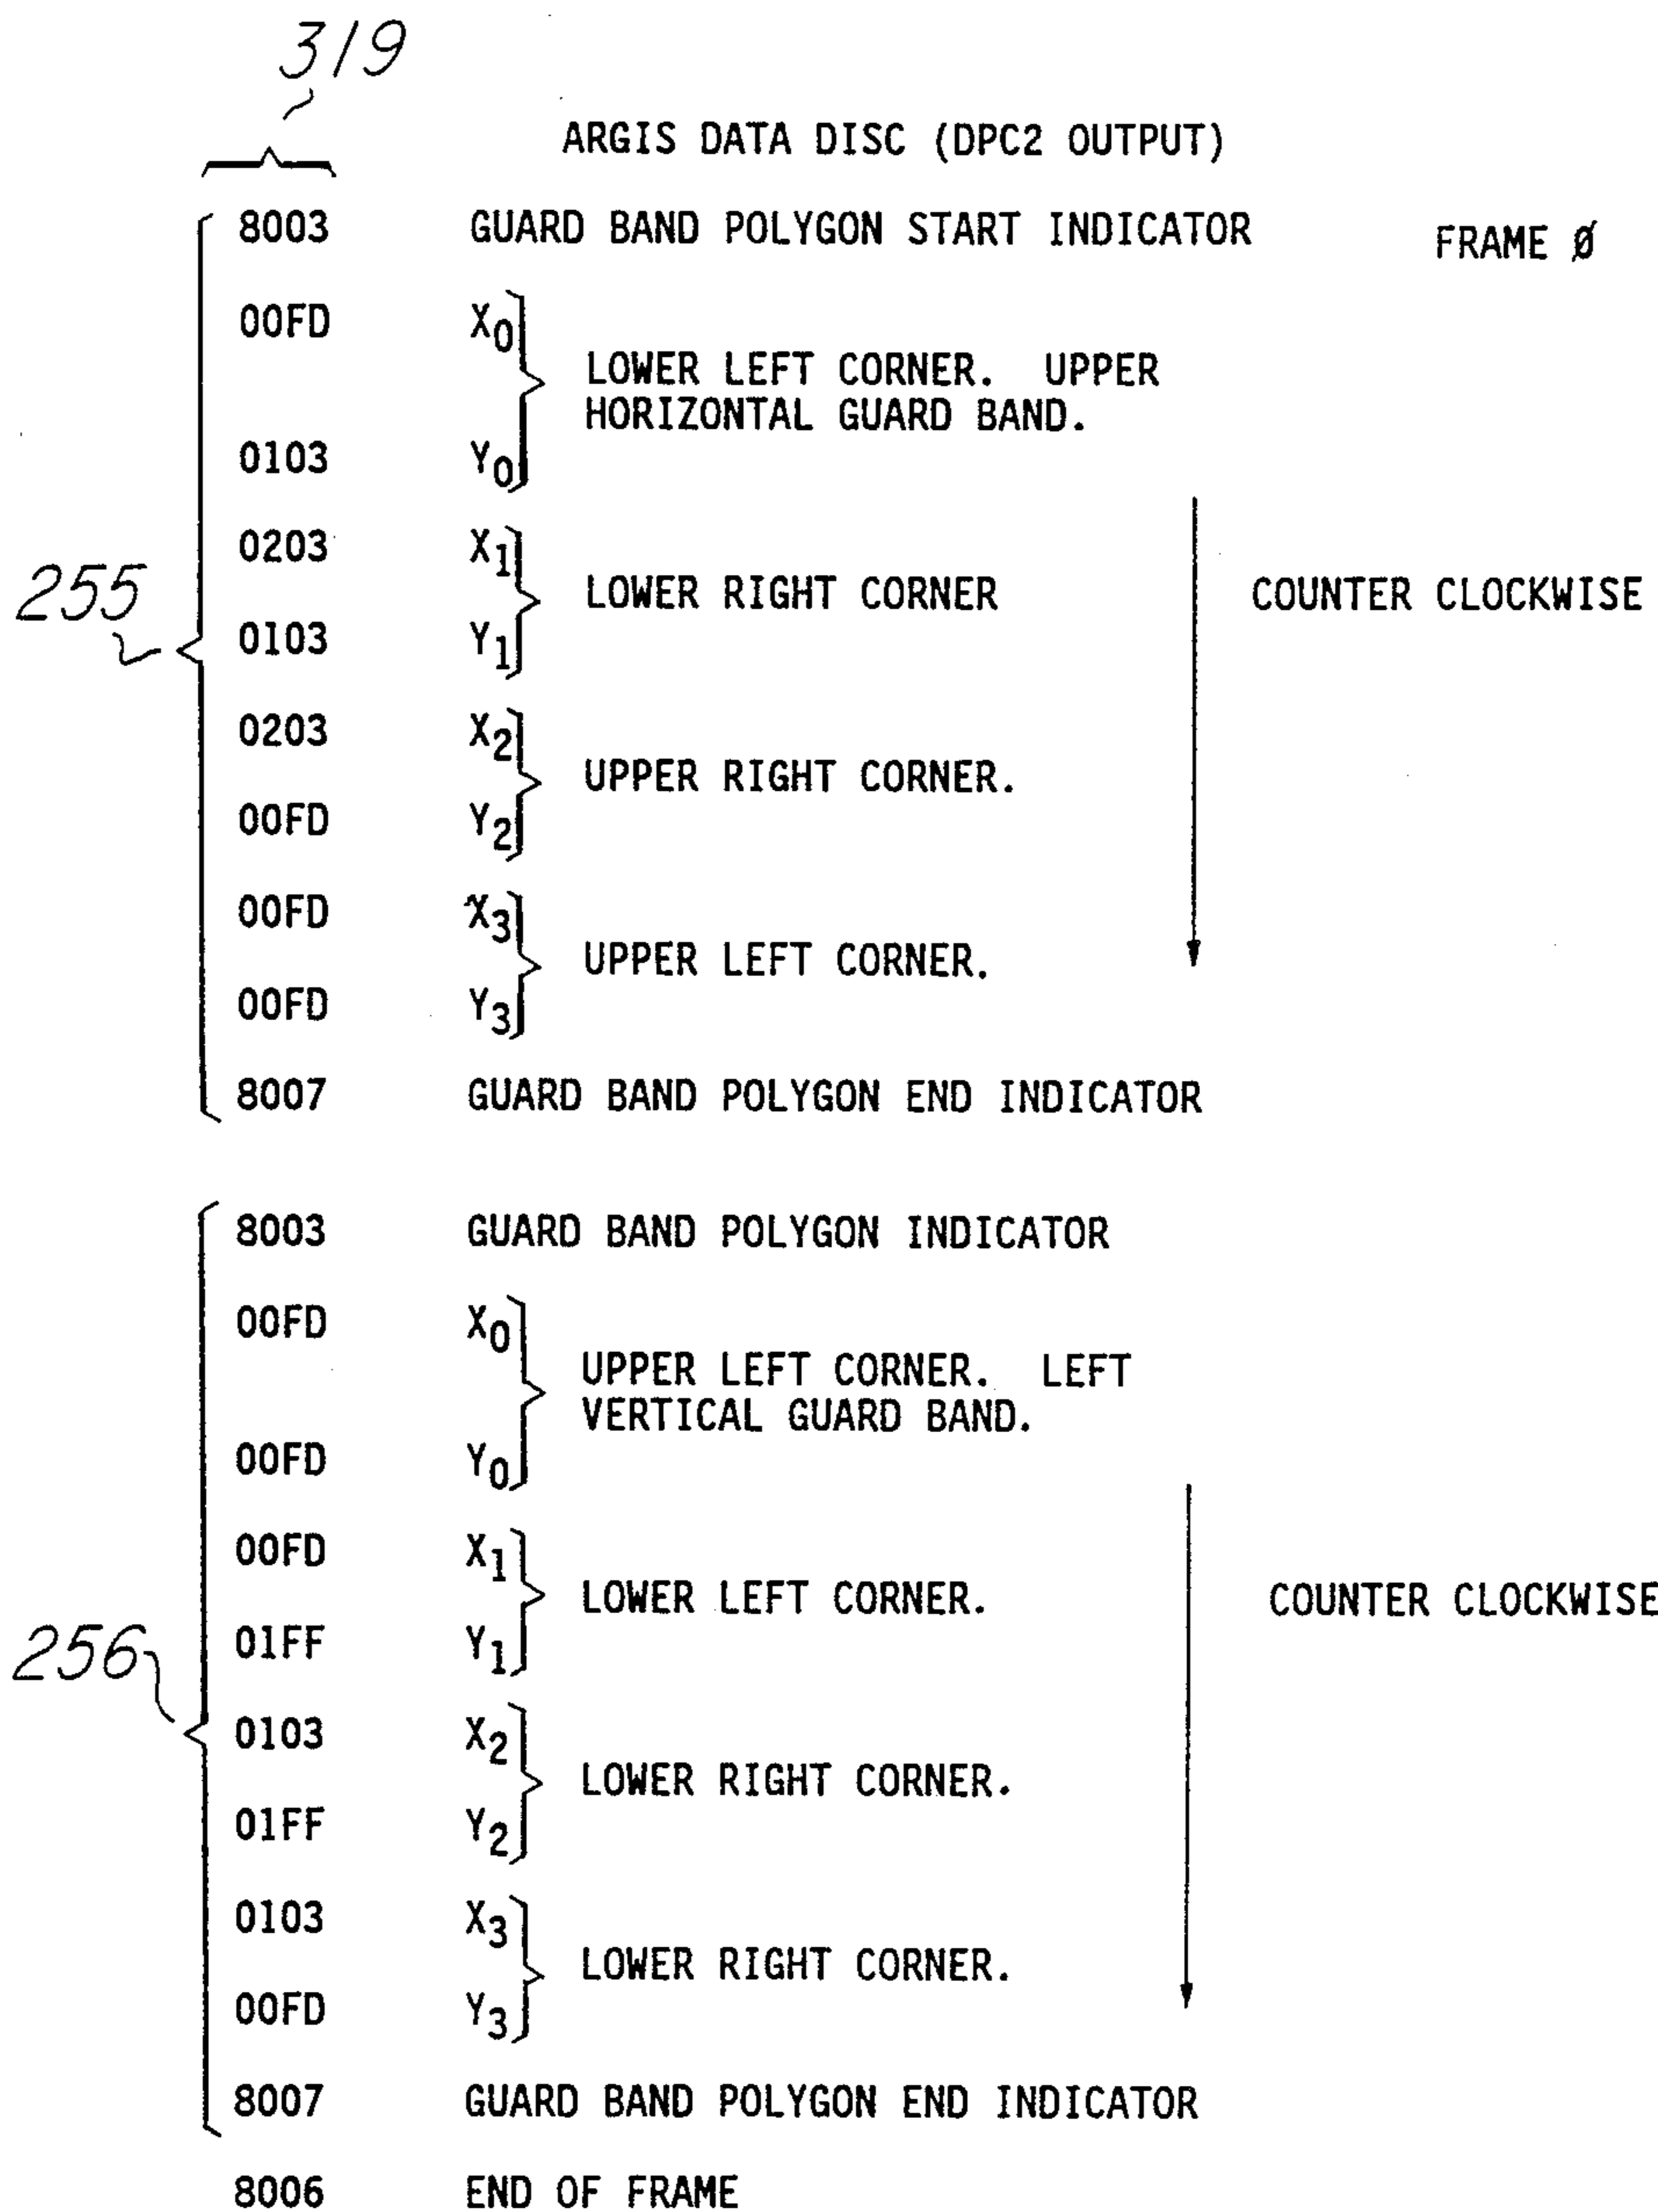 319
ARGIS DATA DISC (DPC2 OUTPUT)
8003 GUARD BAND POLYGON START INDICATOR FRAME Ø
00FD X0
LOWER LEFT CORNER. UPPER
HORIZONTAL GUARD BAND.
0103 Y0
0203 X1
255 LOWER RIGHT CORNER COUNTER CLOCKWISE
0103 Y1
0203 X2
UPPER RIGHT CORNER.
00FD Y2
00FD X3
UPPER LEFT CORNER.
00FD Y3
8007 GUARD BAND POLYGON END INDICATOR
8003 GUARD BAND POLYGON INDICATOR
00FD X0
UPPER LEFT CORNER. LEFT
VERTICAL GUARD BAND.
00FD Y0
00FD X1
LOWER LEFT CORNER. COUNTER CLOCKWISE
01FF Y1
256
0103 X2
LOWER RIGHT CORNER.
01FF Y2
0103 X3
LOWER RIGHT CORNER.
00FD Y3
8007 GUARD BAND POLYGON END INDICATOR
8006 END OF FRAME